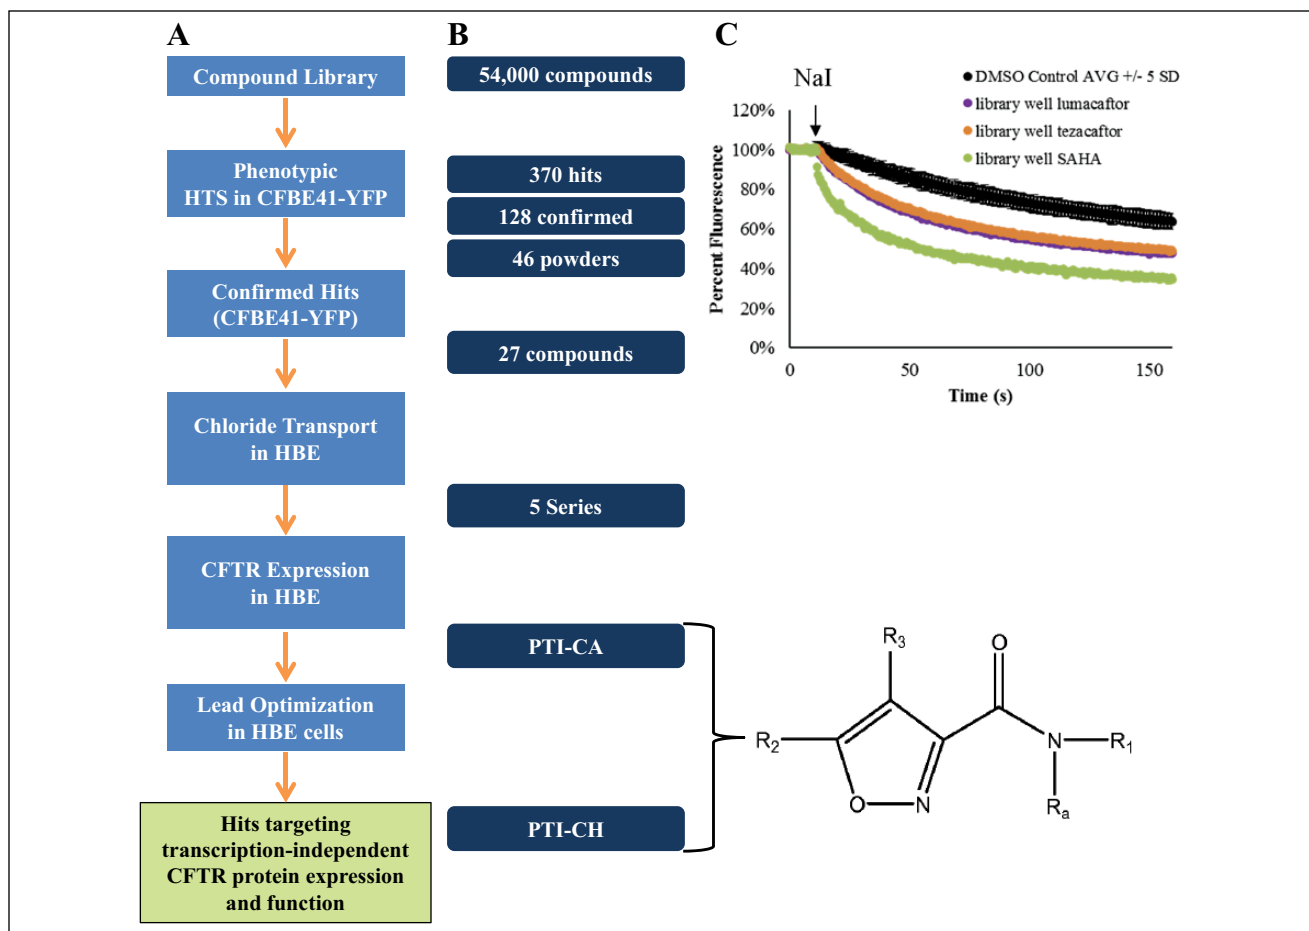 A
Compound Library
Phenotypic
HTS in CFBE41-YFP
Confirmed Hits
(CFBE41-YFP)
Chloride Transport
in HBE
CFTR Expression
in HBE
Lead Optimization
in HBE cells
Hits targeting
transcription-independent
CFTR protein expression
and function
B
54,000 compounds
370 hits
128 confirmed
46 powders
27 compounds
5 Series
PTI-CA
PTI-CH
C
NaI
DMSO Control AVG +/- 5 SD
library well lumacaftor
library well tezacaftor
library well SAHA
Percent Fluorescence
120%
100%
80%
60%
40%
20%
0%
0
50
100
150
Time (s)
R3
O
R2
N
R1
O
N
Ra